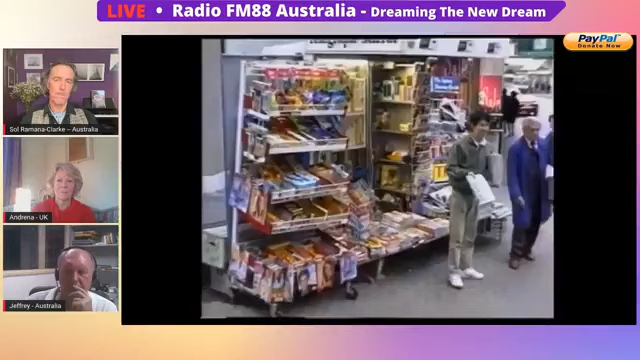 LIVE • Radio FM88 Australia - Dreaming The New Dream
PayPal
Donate Now
Sol Ramana-Clarke – Australia
Andrena - UK
Jeffrey - Australia